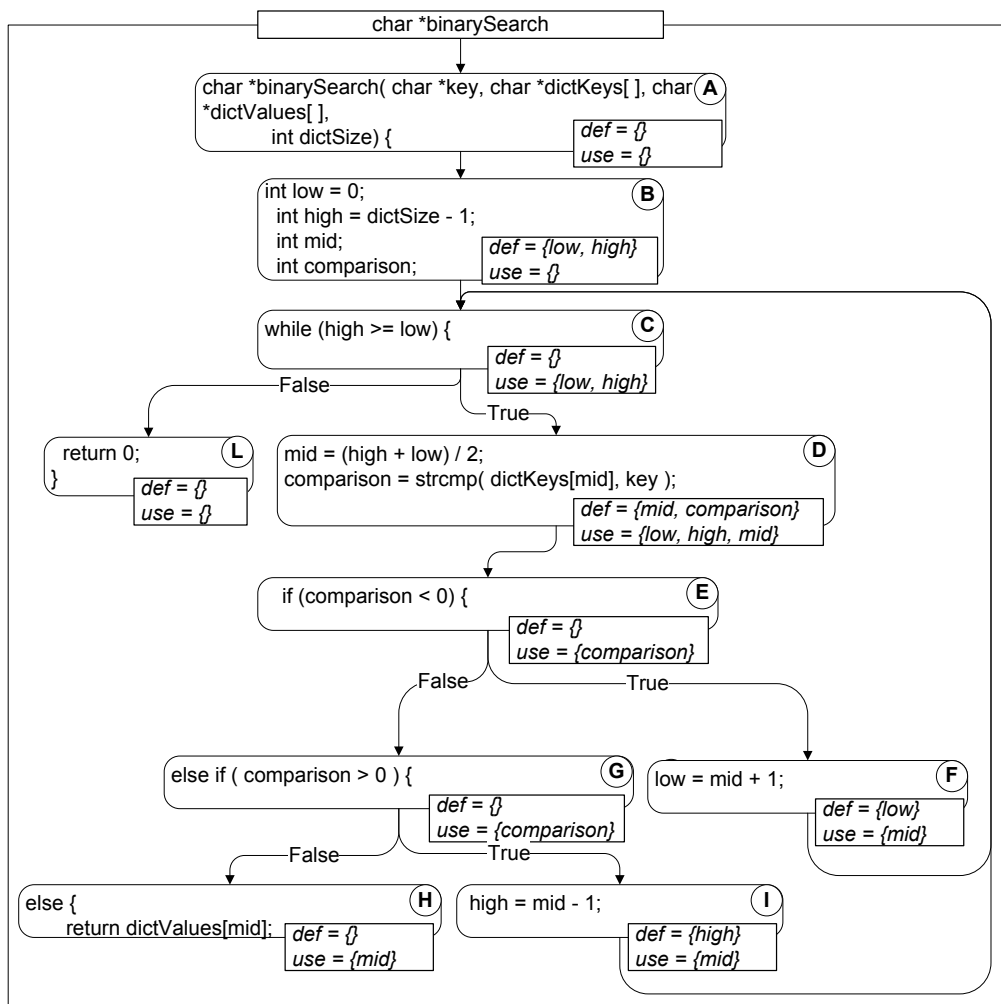 char *binarySearch
char *binarySearch( char *key, char *dictKeys[ ], char
*dictValues[ ],
int dictSize) {
A
def = {}
use = {}
int low = 0;
int high = dictSize - 1;
int mid;
int comparison;
B
def = {low, high}
use = {}
while (high >= low) {
C
def = {}
use = {low, high}
False
True
return 0;
}
L
def = {}
use = {}
mid = (high + low) / 2;
comparison = strcmp( dictKeys[mid], key );
D
def = {mid, comparison}
use = {low, high, mid}
if (comparison < 0) {
E
def = {}
use = {comparison}
False
True
else if ( comparison > 0 ) {
G
def = {}
use = {comparison}
low = mid + 1;
F
def = {low}
use = {mid}
False
True
else {
return dictValues[mid];
H
def = {}
use = {mid}
high = mid - 1;
I
def = {high}
use = {mid}